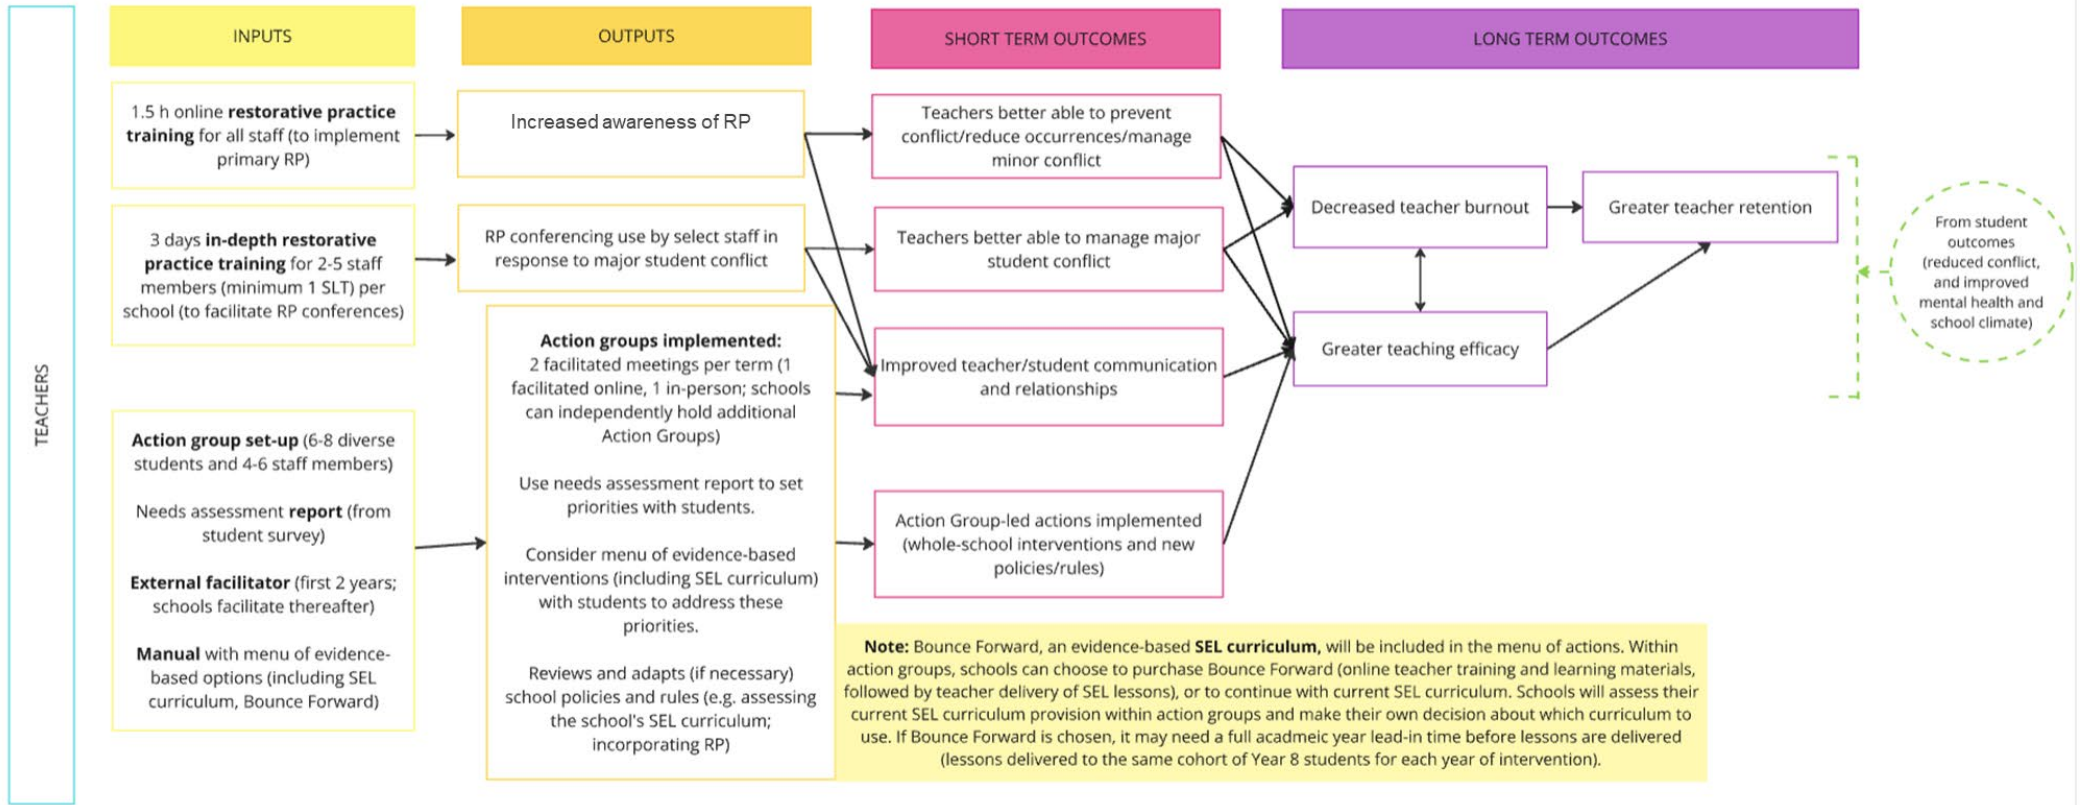 TEACHERS
INPUTS
OUTPUTS
SHORT TERM OUTCOMES
LONG TERM OUTCOMES
1.5 h online restorative practice
training for all staff (to implement
primary RP)
3 days in-depth restorative
practice training for 2-5 staff
members (minimum 1 SLT) per
school (to facilitate RP conferences)
Action group set-up (6-8 diverse
students and 4-6 staff members)
Needs assessment report (from
student survey)
External facilitator (first 2 years;
schools facilitate thereafter)
Manual with menu of evidence-
based options (including SEL
curriculum, Bounce Forward)
Increased awareness of RP
RP conferencing use by select staff in
response to major student conflict
Action groups implemented:
2 facilitated meetings per term (1
facilitated online, 1 in-person; schools
can independently hold additional
Action Groups)
Use needs assessment report to set
priorities with students.
Consider menu of evidence-based
interventions (including SEL curriculum)
with students to address these
priorities.
Reviews and adapts (if necessary)
school policies and rules (e.g. assessing
the school's SEL curriculum;
incorporating RP)
Teachers better able to prevent
conflict/reduce occurrences/manage
minor conflict
Teachers better able to manage major
student conflict
Improved teacher/student communication
and relationships
Action Group-led actions implemented
(whole-school interventions and new
policies/rules)
Decreased teacher burnout
Greater teacher retention
Greater teaching efficacy
From student
outcomes
(reduced conflict,
and improved
mental health and
school climate)
Note: Bounce Forward, an evidence-based SEL curriculum, will be included in the menu of actions. Within
action groups, schools can choose to purchase Bounce Forward (online teacher training and learning materials,
followed by teacher delivery of SEL lessons), or to continue with current SEL curriculum. Schools will assess their
current SEL curriculum provision within action groups and make their own decision about which curriculum to
use. If Bounce Forward is chosen, it may need a full acadmeic year lead-in time before lessons are delivered
(lessons delivered to the same cohort of Year 8 students for each year of intervention).